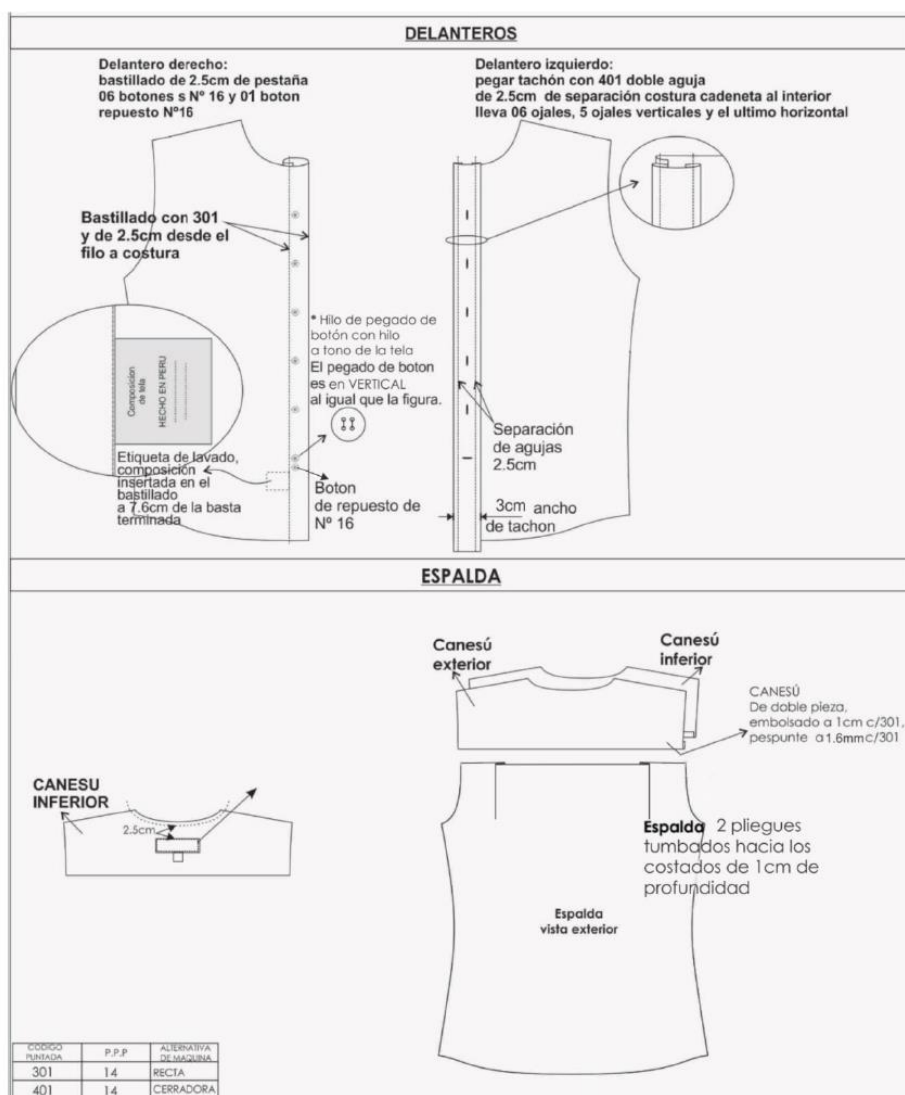 DELANTEROS
Delantero derecho:
bastillado de 2.5cm de pestaña
06 botones s Nº 16 y 01 boton
repuesto Nº16
Delantero izquierdo:
pegar tachón con 401 doble aguja
de 2.5cm de separación costura cadeneta al interior
lleva 06 ojales, 5 ojales verticales y el ultimo horizontal
Bastillado con 301
y de 2.5cm desde el
filo a costura
* Hilo de pegado de
botón con hilo
a tono de la tela
El pegado de boton
es en VERTICAL
al igual que la figura.
Composicion
de tela
HECHO EN PERU
Etiqueta de lavado,
composición
insertada en el
bastillado
a 7.6cm de la basta
terminada
Boton
de repuesto de
Nº 16
Separación
de agujas
2.5cm
3cm ancho
de tachon
ESPALDA
Canesú
exterior
Canesú
inferior
CANESÚ
De doble pieza,
embolsado a 1cm c/301,
pespunte a 1.6mm c/301
CANESU
INFERIOR
2.5cm
Espalda 2 pliegues
tumbados hacia los
costados de 1cm de
profundidad
Espalda
vista exterior
CODIGO PUNTADA P.P.P ALTERNATIVA DE MAQUINA
301 14 RECTA
401 14 CERRADORA